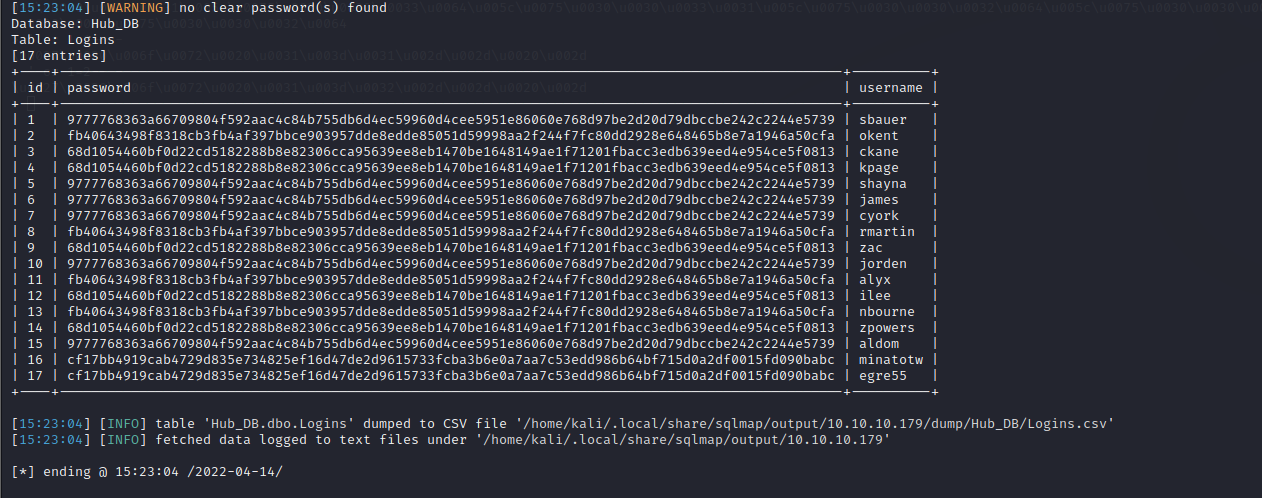 [15:23:04] [WARNING] no clear password(s) found
Database: Hub_DB
Table: Logins
[17 entries]
| id | password | username |
| 1 | 9777768363a66709804f592aac4c84b755db6d4ec59960d4cee5951e86060e768d97be2d20d79dbccbe242c2244e5739 | sbauer |
| 2 | fb40643498f8318cb3fb4af397bbce903957dde8edde85051d59998aa2f244f7fc80dd2928e648465b8e7a1946a50cfa | okent |
| 3 | 68d1054460bf0d22cd5182288b8e82306cca95639ee8eb1470be1648149ae1f71201fbacc3edb639eed4e954ce5f0813 | ckane |
| 4 | 68d1054460bf0d22cd5182288b8e82306cca95639ee8eb1470be1648149ae1f71201fbacc3edb639eed4e954ce5f0813 | kpage |
| 5 | 9777768363a66709804f592aac4c84b755db6d4ec59960d4cee5951e86060e768d97be2d20d79dbccbe242c2244e5739 | shayna |
| 6 | 9777768363a66709804f592aac4c84b755db6d4ec59960d4cee5951e86060e768d97be2d20d79dbccbe242c2244e5739 | james |
| 7 | 9777768363a66709804f592aac4c84b755db6d4ec59960d4cee5951e86060e768d97be2d20d79dbccbe242c2244e5739 | cyork |
| 8 | fb40643498f8318cb3fb4af397bbce903957dde8edde85051d59998aa2f244f7fc80dd2928e648465b8e7a1946a50cfa | rmartin |
| 9 | 68d1054460bf0d22cd5182288b8e82306cca95639ee8eb1470be1648149ae1f71201fbacc3edb639eed4e954ce5f0813 | zac |
| 10 | 9777768363a66709804f592aac4c84b755db6d4ec59960d4cee5951e86060e768d97be2d20d79dbccbe242c2244e5739 | jorden |
| 11 | fb40643498f8318cb3fb4af397bbce903957dde8edde85051d59998aa2f244f7fc80dd2928e648465b8e7a1946a50cfa | alyx |
| 12 | 68d1054460bf0d22cd5182288b8e82306cca95639ee8eb1470be1648149ae1f71201fbacc3edb639eed4e954ce5f0813 | ilee |
| 13 | fb40643498f8318cb3fb4af397bbce903957dde8edde85051d59998aa2f244f7fc80dd2928e648465b8e7a1946a50cfa | nbourne |
| 14 | 68d1054460bf0d22cd5182288b8e82306cca95639ee8eb1470be1648149ae1f71201fbacc3edb639eed4e954ce5f0813 | zpowers |
| 15 | 9777768363a66709804f592aac4c84b755db6d4ec59960d4cee5951e86060e768d97be2d20d79dbccbe242c2244e5739 | aldom |
| 16 | cf17bb4919cab4729d835e734825ef16d47de2d9615733fcba3b6e0a7aa7c53edd986b64bf715d0a2df0015fd090babc | minatotw |
| 17 | cf17bb4919cab4729d835e734825ef16d47de2d9615733fcba3b6e0a7aa7c53edd986b64bf715d0a2df0015fd090babc | egre55 |
[15:23:04] [INFO] table 'Hub_DB.dbo.Logins' dumped to CSV file '/home/kali/.local/share/sqlmap/output/10.10.10.179/dump/Hub_DB/Logins.csv'
[15:23:04] [INFO] fetched data logged to text files under '/home/kali/.local/share/sqlmap/output/10.10.10.179'
[*] ending @ 15:23:04 /2022-04-14/